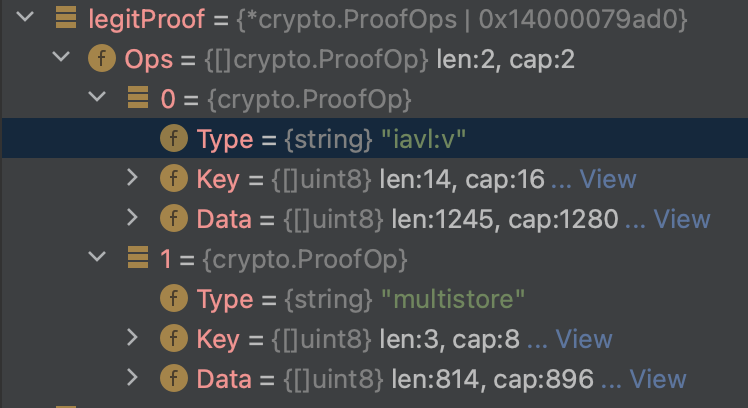 legitProof = {*crypto.ProofOps | 0x14000079ad0}
f Ops = {[]crypto.ProofOp} len:2, cap:2
0 = {crypto.ProofOp}
f Type = {string} "iavl:v"
f Key = {[]uint8} len:14, cap:16 ... View
f Data = {[]uint8} len:1245, cap:1280 ... View
1 = {crypto.ProofOp}
f Type = {string} "multistore"
f Key = {[]uint8} len:3, cap:8 ... View
f Data = {[]uint8} len:814, cap:896 ... View